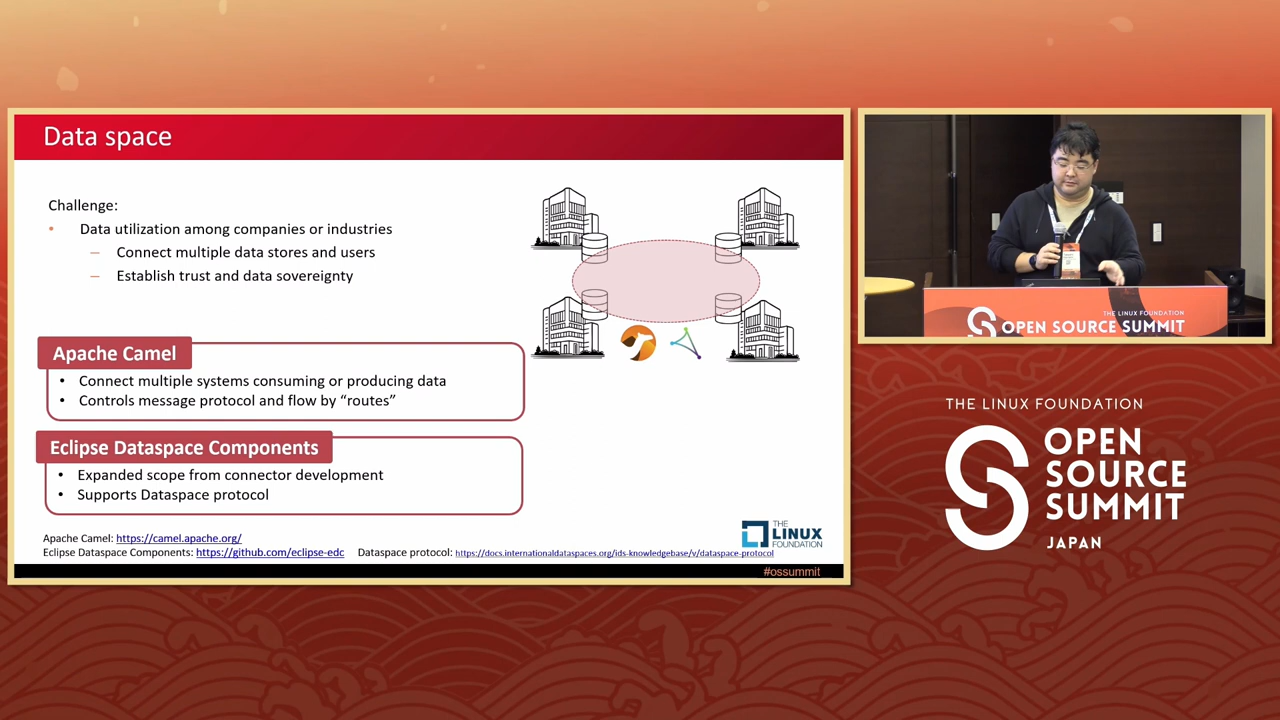 Data space
Challenge:
• Data utilization among companies or industries
– Connect multiple data stores and users
– Establish trust and data sovereignty
Apache Camel
• Connect multiple systems consuming or producing data
• Controls message protocol and flow by “routes”
Eclipse Dataspace Components
• Expanded scope from connector development
• Supports Dataspace protocol
Apache Camel: https://camel.apache.org/
Eclipse Dataspace Components: https://github.com/eclipse-edc Dataspace protocol: https://docs.internationaldataspaces.org/ids-knowledgebase/v/dataspace-protocol
THE
LINUX
FOUNDATION
#ossummit
THE LINUX FOUNDATION
OPEN SOURCE SUMMIT
THE LINUX FOUNDATION
OPEN
SOURCE
SUMMIT
JAPAN